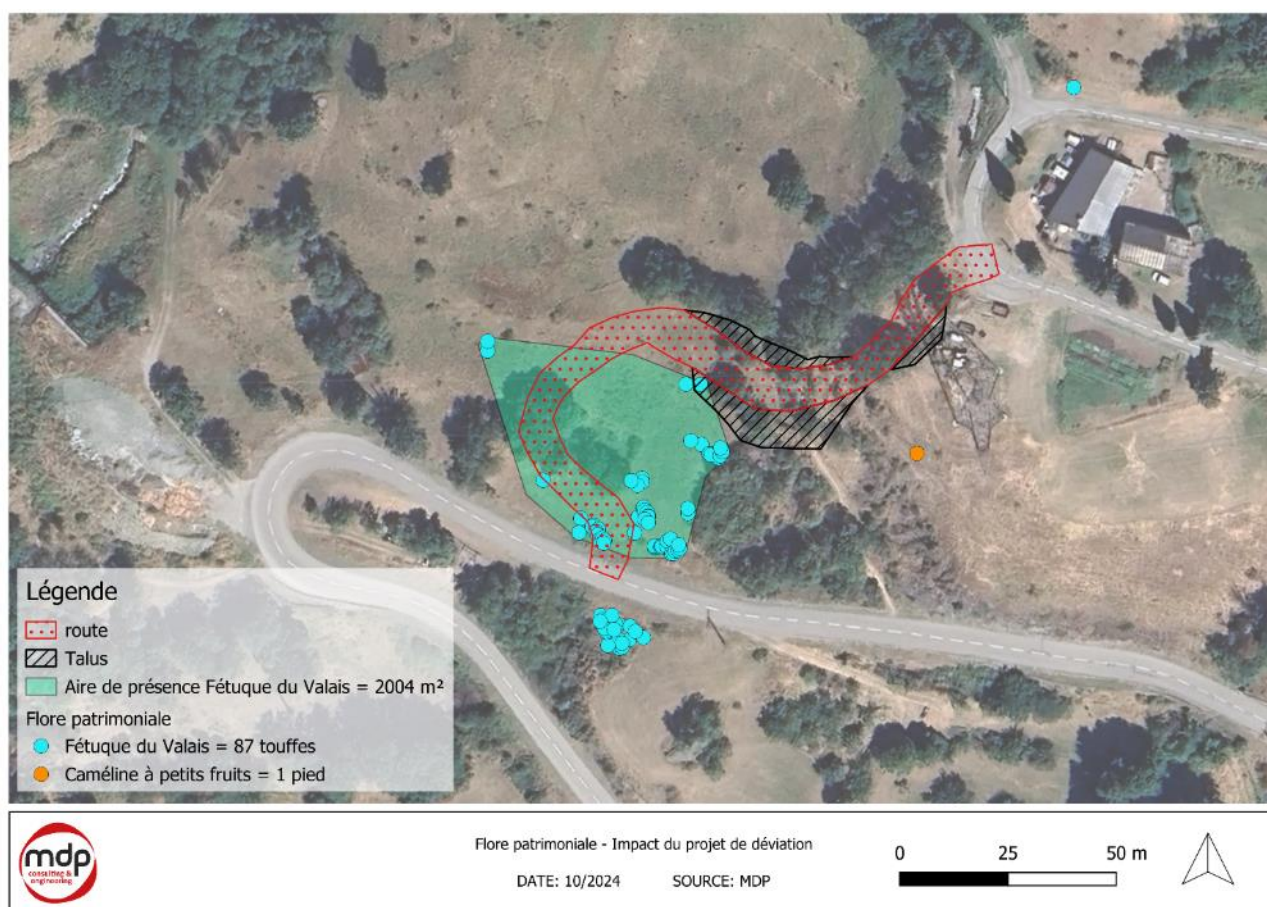 Légende
route
Talus
Aire de présence Fétuque du Valais = 2004 m²
Flore patrimoniale
Fétuque du Valais = 87 touffes
Caméline à petits fruits = 1 pied
mdp
consulting &
engineering
Flore patrimoniale - Impact du projet de déviation
DATE: 10/2024 SOURCE: MDP
0 25 50 m